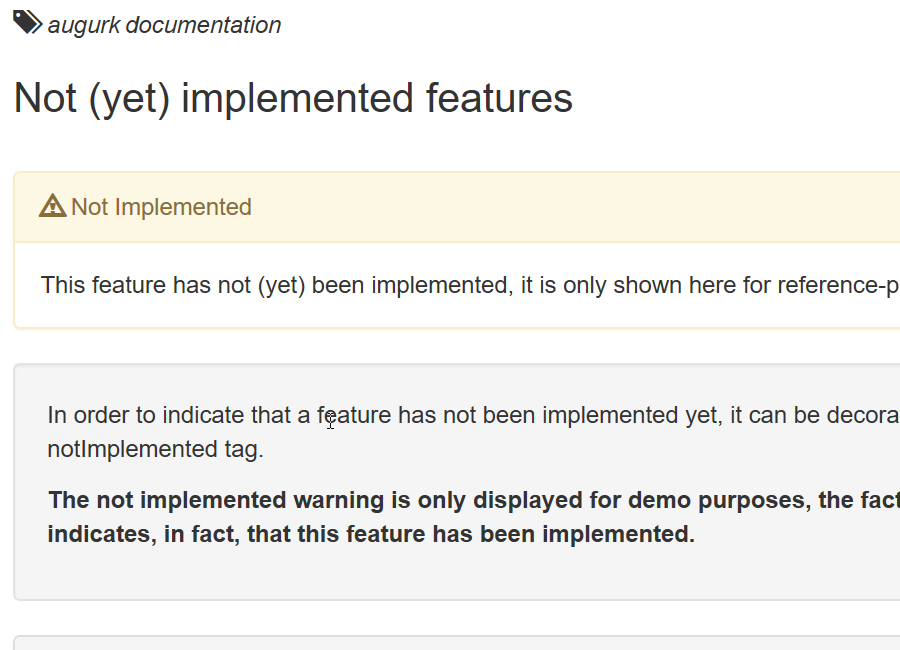 augurk documentation
Not (yet) implemented features
Not Implemented
This feature has not (yet) been implemented, it is only shown here for reference-p
In order to indicate that a feature has not been implemented yet, it can be decora
notImplemented tag.
The not implemented warning is only displayed for demo purposes, the fact
indicates, in fact, that this feature has been implemented.